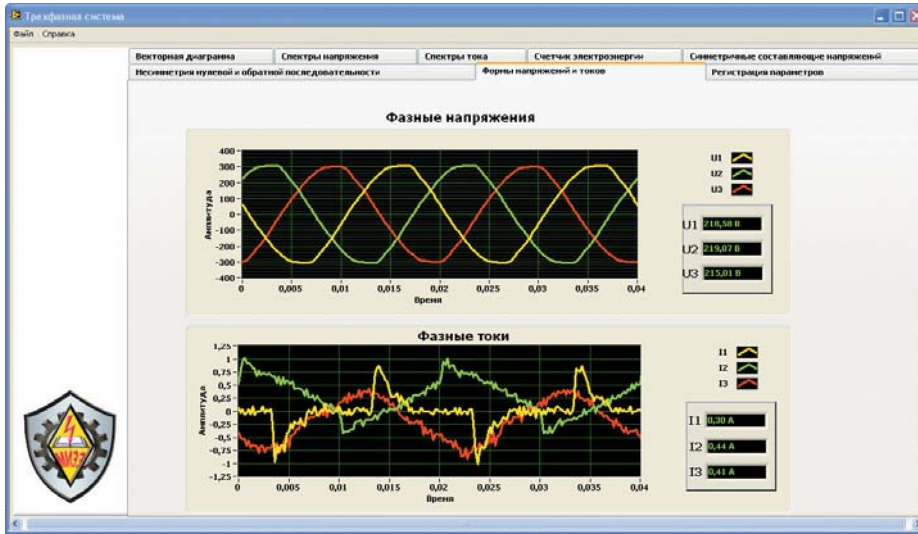 Трехфазная система
Файл Справка
Векторная диаграмма Спектры напряжения Спектры тока Счетчик электроэнергии Симметричные составляющие напряжений
Несимметрия нулевой и обратной последовательности Формы напряжений и токов Регистрация параметров
Фазные напряжения
Амплитуда
400
300
200
100
0
-100
-200
-300
-400
0 0,005 0,01 0,015 0,02 0,025 0,03 0,035 0,04
Время
U1
U2
U3
U1 218,58 В
U2 219,07 В
U3 215,01 В
Фазные токи
Амплитуда
1,25
1
0,75
0,5
0,25
0
-0,25
-0,5
-0,75
-1
-1,25
0 0,005 0,01 0,015 0,02 0,025 0,03 0,035 0,04
Время
I1
I2
I3
I1 0,30 А
I2 0,44 А
I3 0,41 А